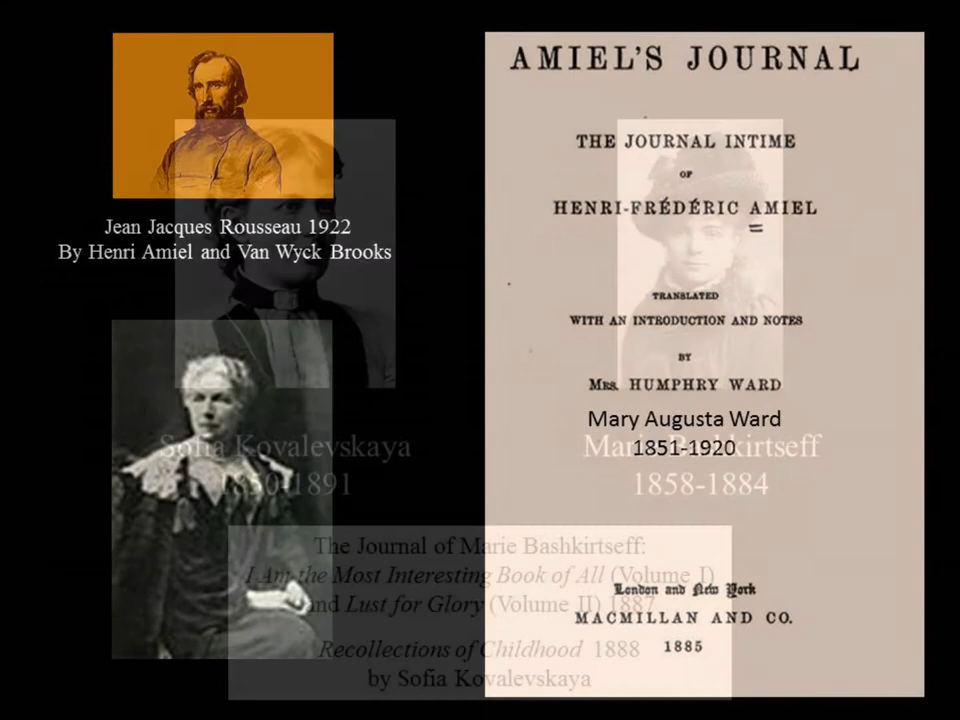 Jean Jacques Rousseau 1922
By Henri Amiel and Van Wyck Brooks
AMIEL'S JOURNAL
THE JOURNAL INTIME
OF
HENRI-FRÉDÉRIC AMIEL
TRANSLATED
WITH AN INTRODUCTION AND NOTES
BY
MRS. HUMPHRY WARD
Mary Augusta Ward
1851-1920
London and New York
MACMILLAN AND CO.
1885
Sofia Kovalevskaya
1850-1891
Marie Bashkirtseff
1858-1884
The Journal of Marie Bashkirtseff:
I Am the Most Interesting Book of All (Volume I)
and Lust for Glory (Volume II) 1887
Recollections of Childhood 1888
by Sofia Kovalevskaya